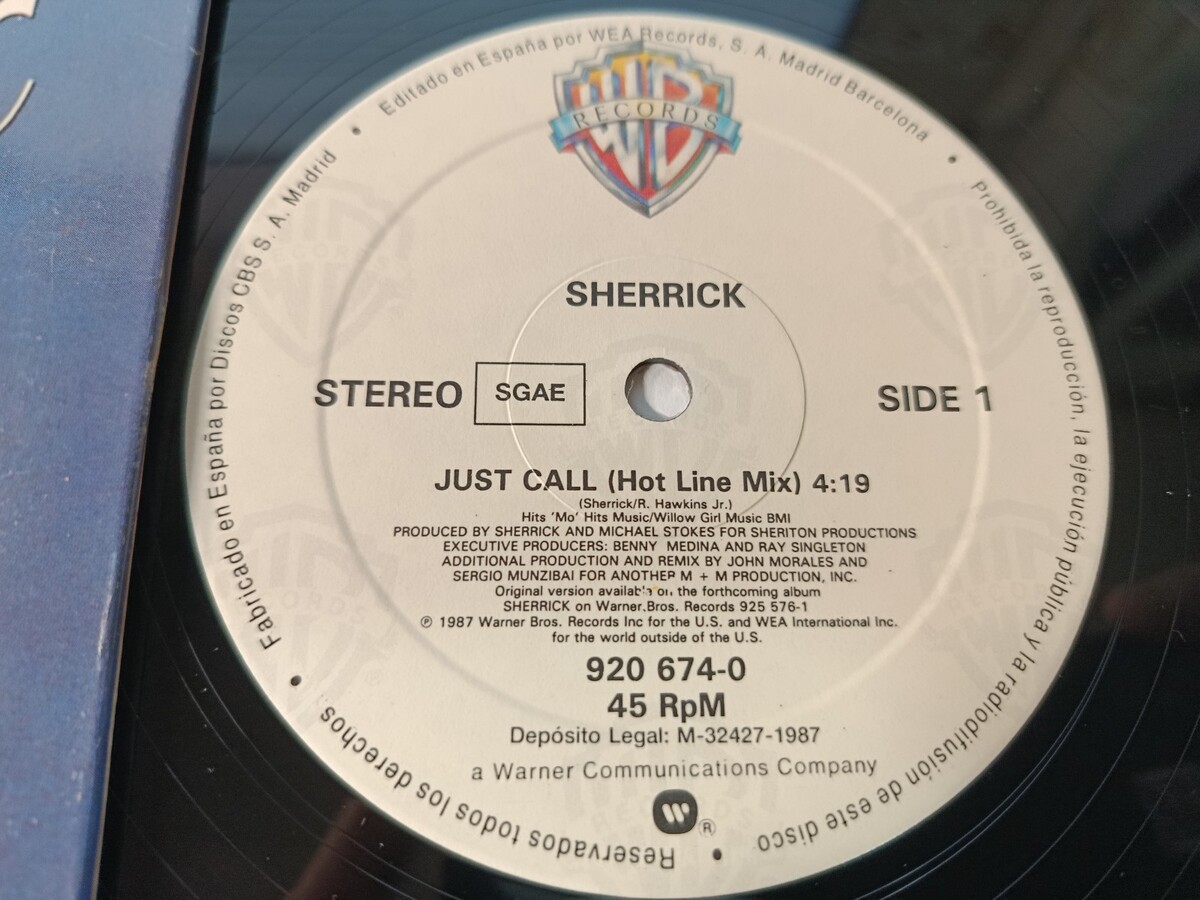 Editado en España por WEA Records, S. A. Madrid Barcelona
Prohibida la reproducción, la ejecución pública y la radiodifusión de este disco
Reservados todos los derechos
Fabricado en España por Discos CBS S. A. Madrid
WB
RECORDS
SHERRICK
STEREO SGAE SIDE 1
JUST CALL (Hot Line Mix) 4:19
(Sherrick/R. Hawkins Jr.)
Hits 'Mo' Hits Music/Willow Girl Music BMI
PRODUCED BY SHERRICK AND MICHAEL STOKES FOR SHERITON PRODUCTIONS
EXECUTIVE PRODUCERS: BENNY MEDINA AND RAY SINGLETON
ADDITIONAL PRODUCTION AND REMIX BY JOHN MORALES AND
SERGIO MUNZIBAI FOR ANOTHER M + M PRODUCTION, INC.
Original version the forthcoming album
SHERRICK on Warner.Bros. Records 925 576-1
℗ 1987 Warner Bros. Records Inc for the U.S. and WEA International Inc.
for the world outside of the U.S.
920 674-0
45 RpM
Depósito Legal: M-32427-1987
a Warner Communications Company
®